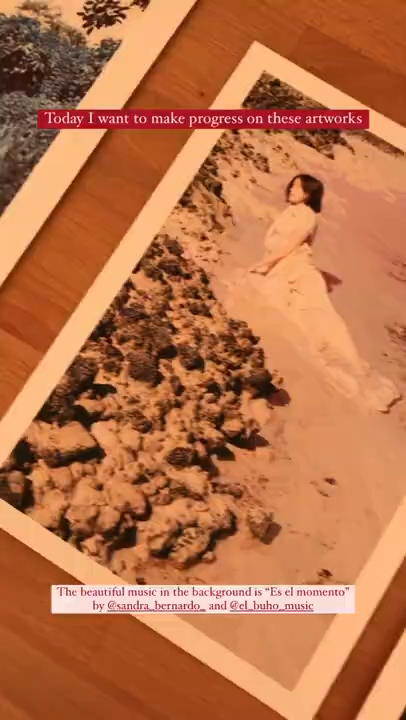 Today I want to make progress on these artworks
The beautiful music in the background is “Es el momento”
by @sandra_bernardo_ and @el_buho_music